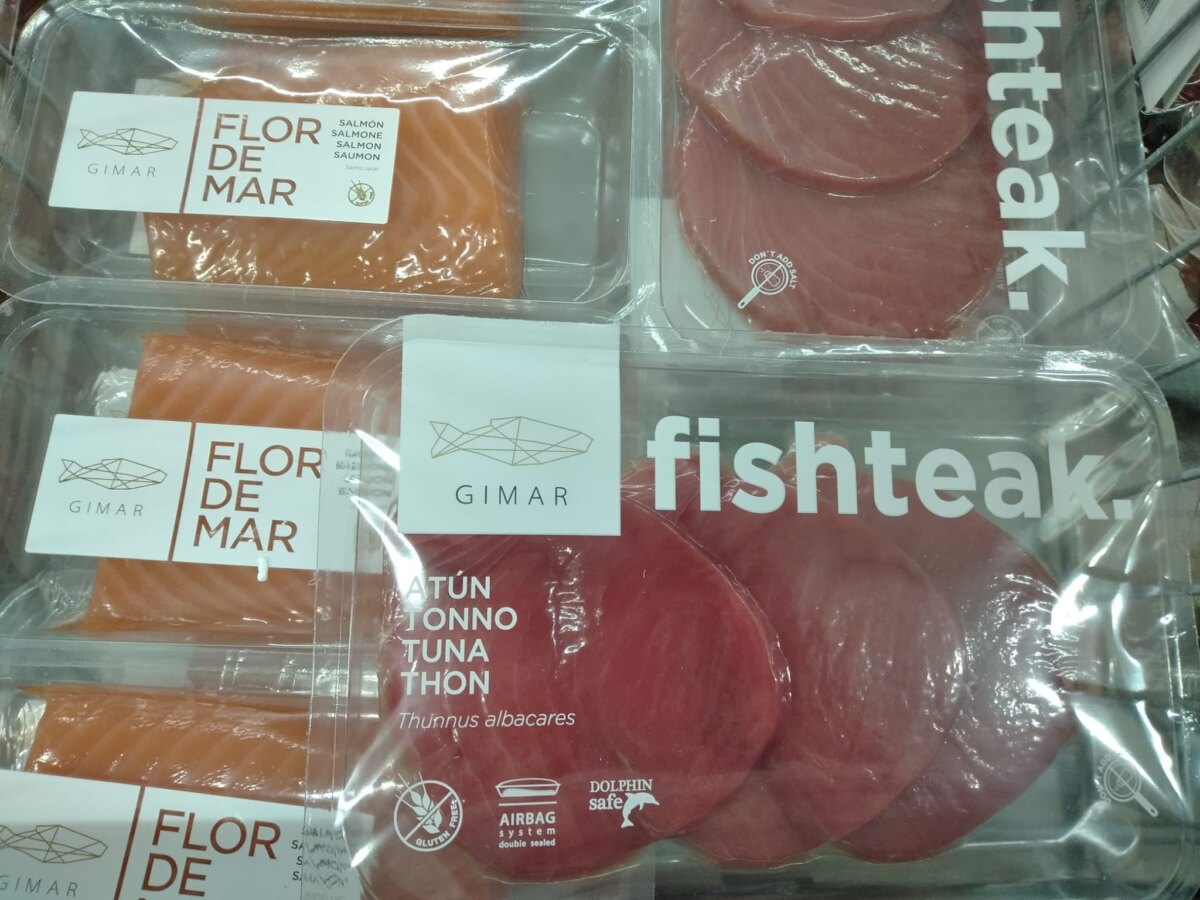 GIMAR
FLOR
DE
MAR
SALMÓN
SALMONE
SALMON
SAUMON
Salmo salar
DON'T ADD SALT
shteak.
GIMAR
FLOR
DE
MAR
GIMAR
fishteak.
ATÚN
TONNO
TUNA
THON
Thunnus albacares
GLUTEN FREE
AIRBAG
system
double sealed
DOLPHIN
safe
GIMAR
FLOR
DE